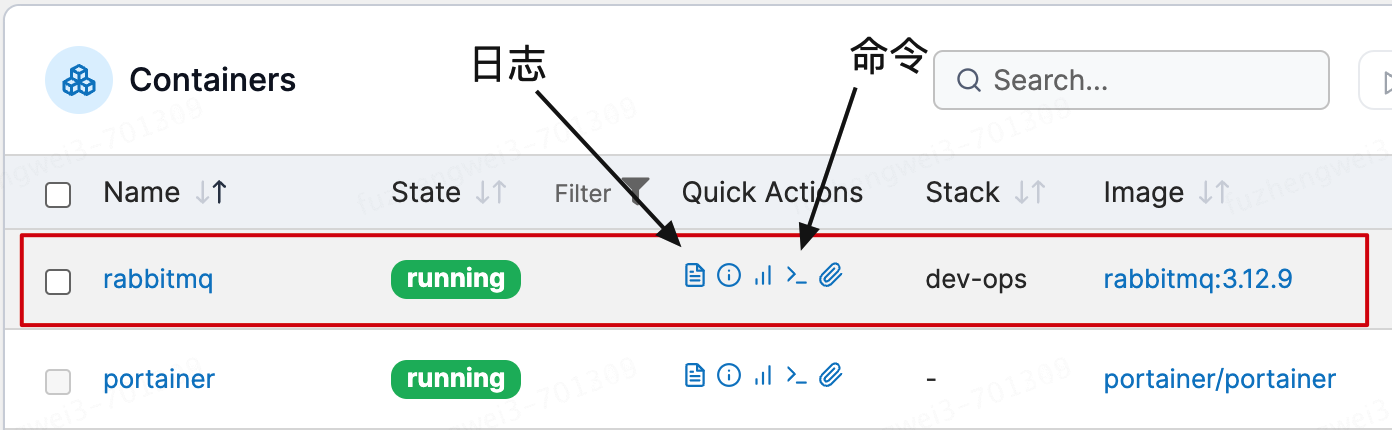 日志
命令
Containers
Search...
Name
State
Filter
Quick Actions
Stack
Image
rabbitmq
running
dev-ops
rabbitmq:3.12.9
portainer
running
-
portainer/portainer
fuzhengwei3-701309